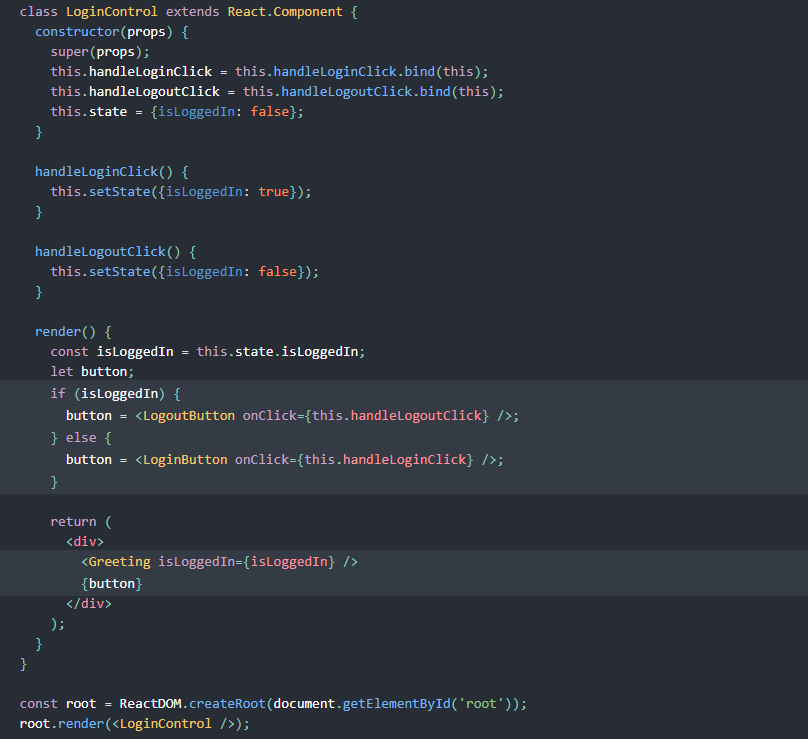 class LoginControl extends React.Component {
  constructor(props) {
    super(props);
    this.handleLoginClick = this.handleLoginClick.bind(this);
    this.handleLogoutClick = this.handleLogoutClick.bind(this);
    this.state = {isLoggedIn: false};
  }

  handleLoginClick() {
    this.setState({isLoggedIn: true});
  }

  handleLogoutClick() {
    this.setState({isLoggedIn: false});
  }

  render() {
    const isLoggedIn = this.state.isLoggedIn;
    let button;
    if (isLoggedIn) {
      button = <LogoutButton onClick={this.handleLogoutClick} />;
    } else {
      button = <LoginButton onClick={this.handleLoginClick} />;
    }

    return (
      <div>
        <Greeting isLoggedIn={isLoggedIn} />
        {button}
      </div>
    );
  }
}

const root = ReactDOM.createRoot(document.getElementById('root'));
root.render(<LoginControl />);